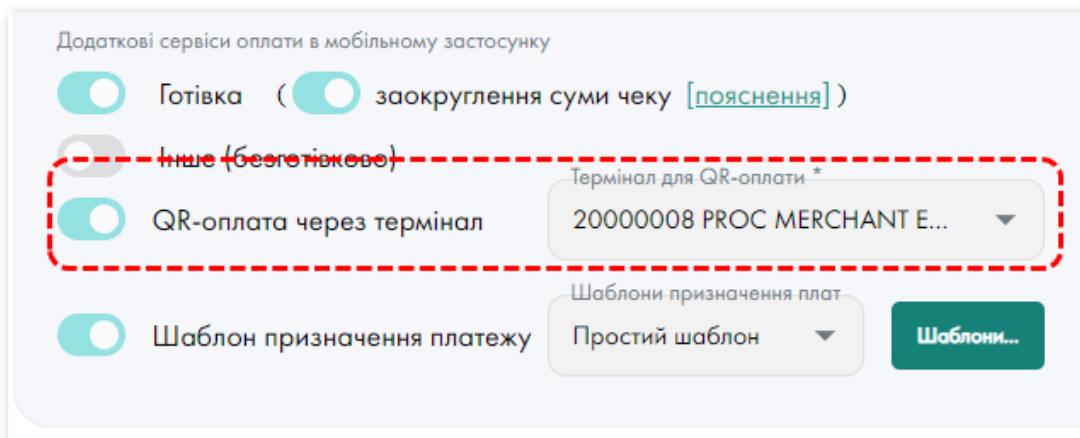 Додаткові сервіси оплати в мобільному застосунку
Готівка ( заокруглення суми чеку [пояснення] )
Інше (безготівково)
Термінал для QR-оплати *
QR-оплата через термінал 20000008 PROC MERCHANT E...
Шаблони призначення плат
Шаблон призначення платежу Простий шаблон Шаблони...